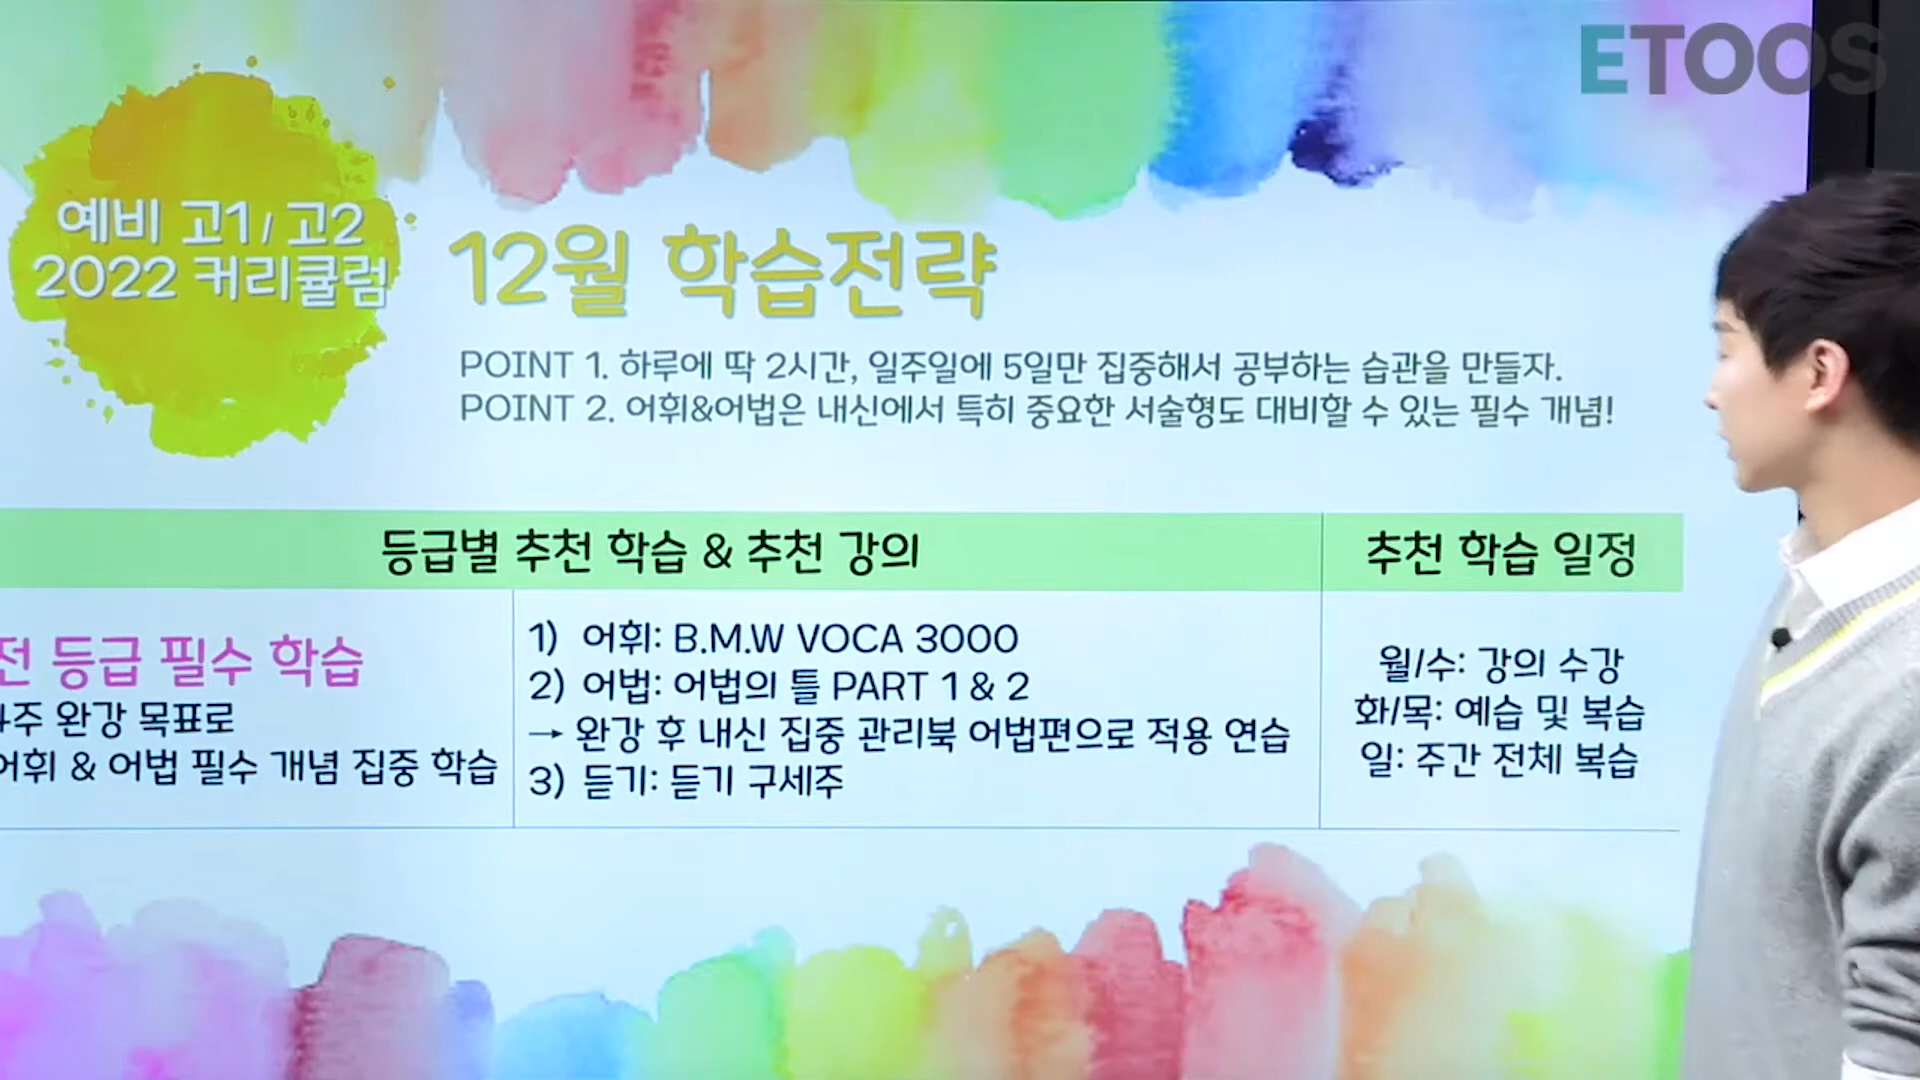 ETOOS
예비 고1 / 고2
2022 커리큘럼
12월 학습전략
POINT 1. 하루에 딱 2시간, 일주일에 5일만 집중해서 공부하는 습관을 만들자.
POINT 2. 어휘&어법은 내신에서 특히 중요한 서술형도 대비할 수 있는 필수 개념!
등급별 추천 학습 & 추천 강의
추천 학습 일정
전 등급 필수 학습
4주 완강 목표로
어휘 & 어법 필수 개념 집중 학습
1) 어휘: B.M.W VOCA 3000
2) 어법: 어법의 틀 PART 1 & 2
→ 완강 후 내신 집중 관리북 어법편으로 적용 연습
3) 듣기: 듣기 구세주
월/수: 강의 수강
화/목: 예습 및 복습
일: 주간 전체 복습